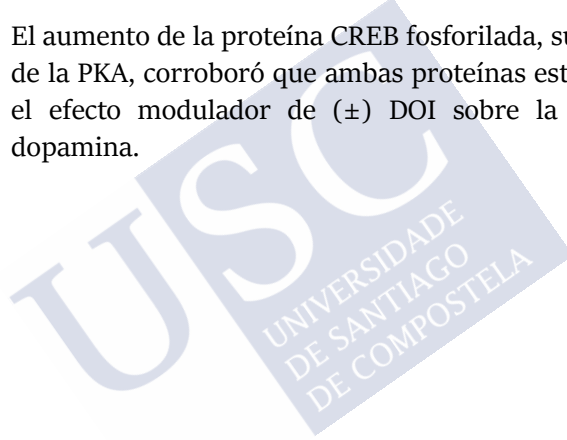 El aumento de la proteína CREB fosforilada,
de la PKA, corroboró que ambas proteínas
el efecto modulador de (±) DOI sobre la
dopamina.
USC
UNIVERSIDADE
DE SANTIAGO
DE COMPOSTELA